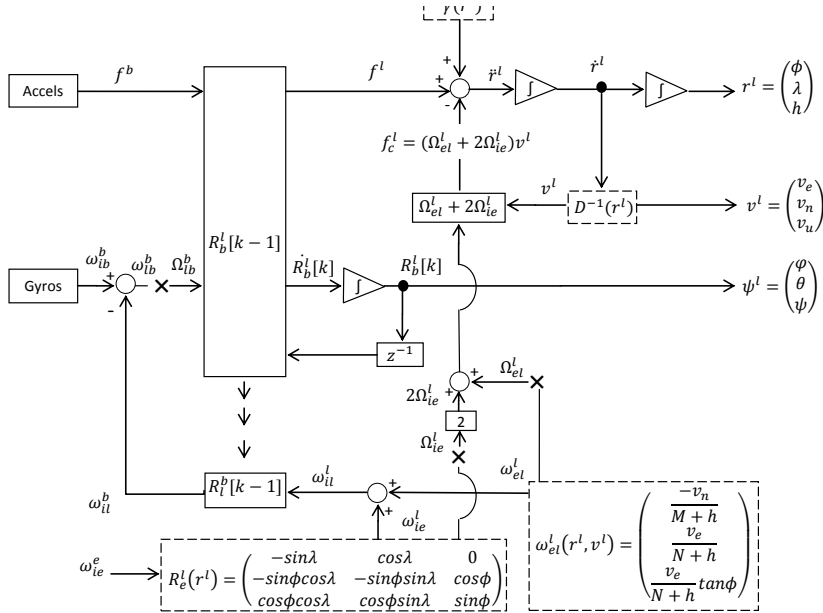 γ(r^l)
Accels
f^b
f^l
r̈^l
∫
ṙ^l
∫
r^l = (ϕ λ h)
+
+
-
f_c^l = (Ω_el^l + 2Ω_ie^l)v^l
Ω_el^l + 2Ω_ie^l
v^l
D^-1(r^l)
v^l = (v_e v_n v_u)
R_b^l[k − 1]
Gyros
ω_ib^b
+
-
ω_lb^b
Ω_lb^b
Ṙ_b^l[k]
∫
R_b^l[k]
ψ^l = (φ θ ψ)
z^-1
Ω_el^l
+
+
2Ω_ie^l
2
Ω_ie^l
ω_il^b
R_l^b[k−1]
ω_il^l
+
+
ω_el^l
ω_ie^l
ω_ie^e
R_e^l(r^l) = (
−sinλ cosλ 0
−sinϕcosλ −sinϕsinλ cosϕ
cosϕcosλ cosϕsinλ sinϕ
)
ω_el^l(r^l, v^l) = (
−v_n / M + h
v_e / N + h
v_e / N + h tanϕ
)